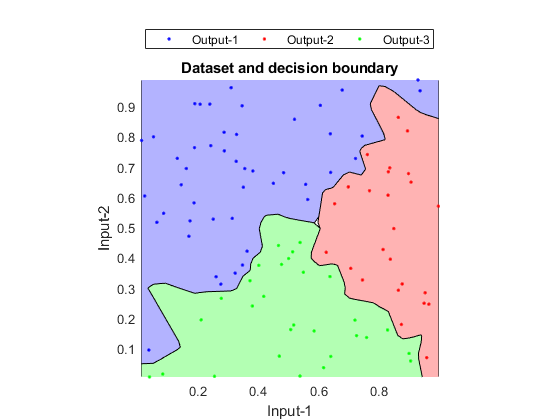 Output-1 Output-2 Output-3
Dataset and decision boundary
0.9
0.8
0.7
0.6
0.5
0.4
0.3
0.2
0.1
Input-2
0.2 0.4 0.6 0.8
Input-1